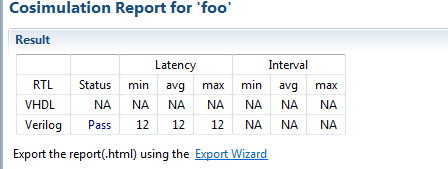 Cosimulation Report for 'foo'
Result
Latency Interval
RTL Status min avg max min avg max
VHDL NA NA NA NA NA NA NA
Verilog Pass 12 12 12 NA NA NA
Export the report(.html) using the Export Wizard